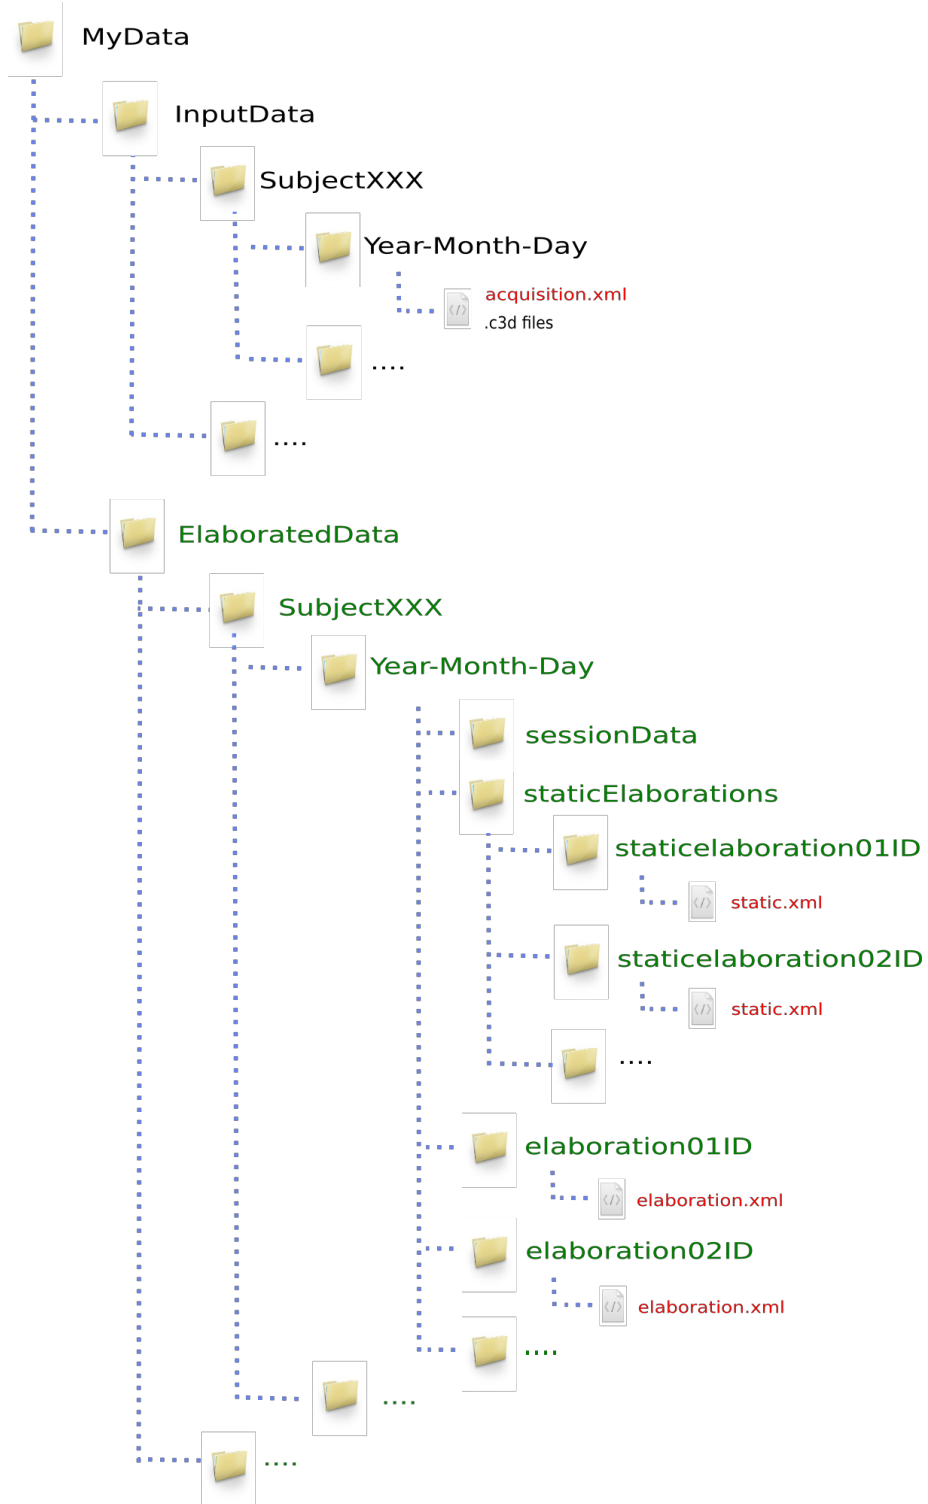 MyData
InputData
SubjectXXX
Year-Month-Day
acquisition.xml
.c3d files
....
....
ElaboratedData
SubjectXXX
Year-Month-Day
sessionData
staticElaborations
staticelaboration01ID
static.xml
staticelaboration02ID
static.xml
....
elaboration01ID
elaboration.xml
elaboration02ID
elaboration.xml
....
....
....